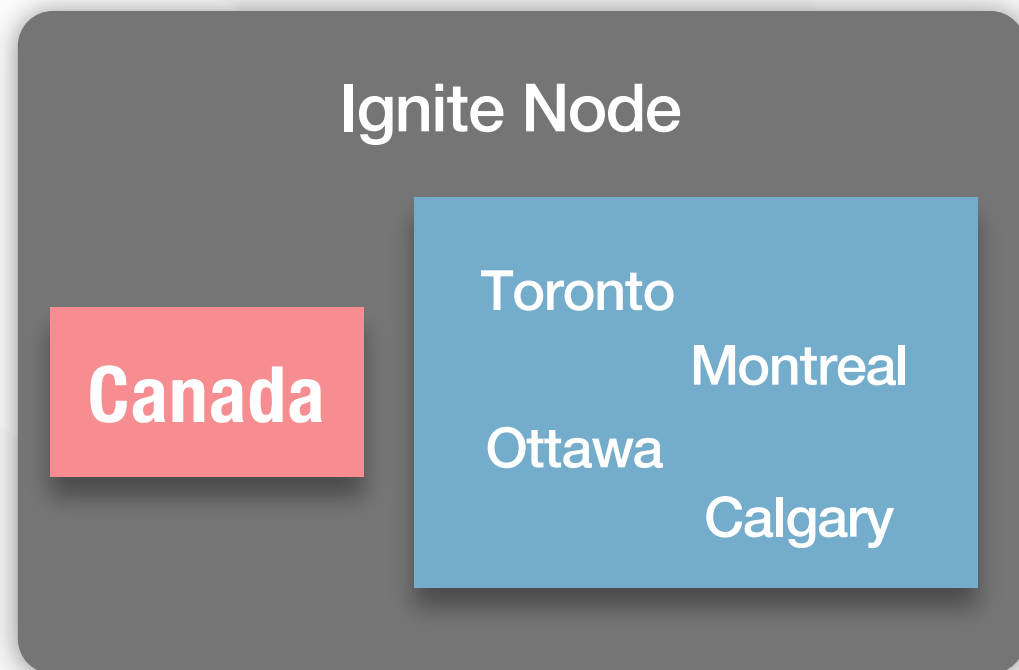 Ignite Node
Canada
Toronto
Montreal
Ottawa
Calgary